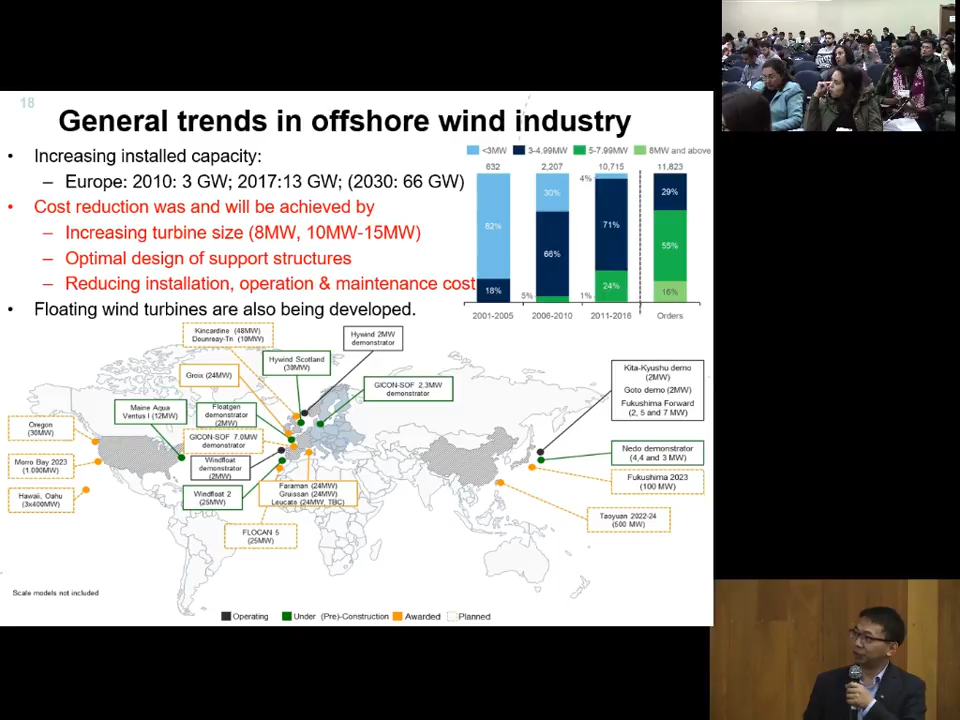 18
General trends in offshore wind industry
• Increasing installed capacity:
– Europe: 2010: 3 GW; 2017:13 GW; (2030: 66 GW)
• Cost reduction was and will be achieved by
– Increasing turbine size (8MW, 10MW-15MW)
– Optimal design of support structures
– Reducing installation, operation & maintenance cost
• Floating wind turbines are also being developed.
<3MW 3-4.99MW 5-7.99MW 8MW and above
632 2,207 10,715 11,823
82% 18%
30% 66% 5%
4% 71% 24% 1%
29% 55% 16%
2001-2005 2006-2010 2011-2016 Orders
Kincardine (48MW)
Dounreay-Tri (10MW)
Hywind 2MW
demonstrator
Hywind Scotland
(30MW)
Groix (24MW)
GICON-SOF 2.3MW
demonstrator
Maine Aqua
Ventus I (12MW)
Floatgen
demonstrator
(2MW)
GICON-SOF 7.0MW
demonstrator
Windfloat
demonstrator
(2MW)
Windfloat 2
(25MW)
Faraman (24MW)
Gruissan (24MW)
Leucate (24MW, TBC)
FLOCAN 5
(25MW)
Oregon
(30MW)
Morro Bay 2023
(1.000MW)
Hawaii, Oahu
(3x400MW)
Kita-Kyushu demo
(2MW)
Goto demo (2MW)
Fukushima Forward
(2, 5 and 7 MW)
Nedo demonstrator
(4,4 and 3 MW)
Fukushima 2023
(100 MW)
Taoyuan 2022-24
(500 MW)
Scale models not included
Operating Under (Pre)-Construction Awarded Planned